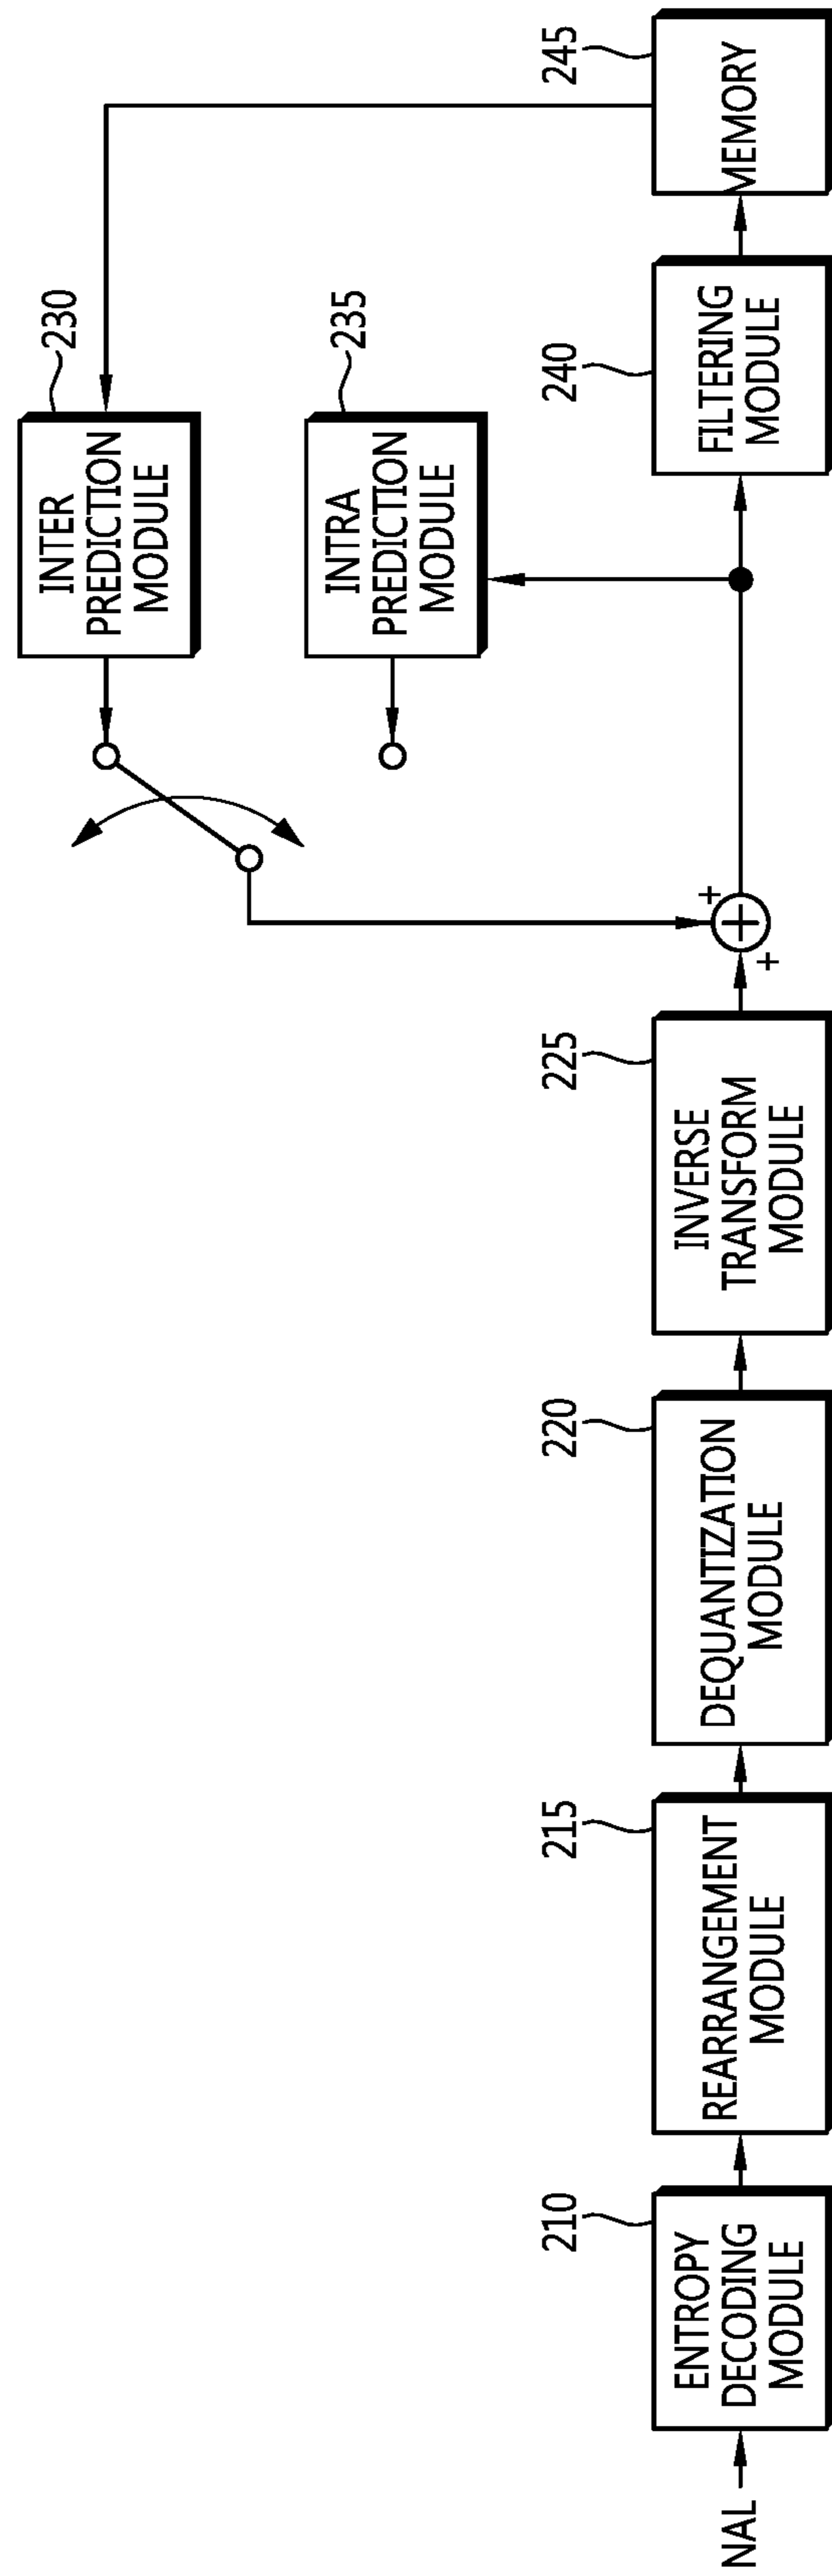 230
INTER
PREDICTION
MODULE
235
INTRA
PREDICTION
MODULE
NAL
210
ENTROPY
DECODING
MODULE
215
REARRANGEMENT
MODULE
220
DEQUANTIZATION
MODULE
225
INVERSE
TRANSFORM
MODULE
+
+
+
240
FILTERING
MODULE
245
MEMORY